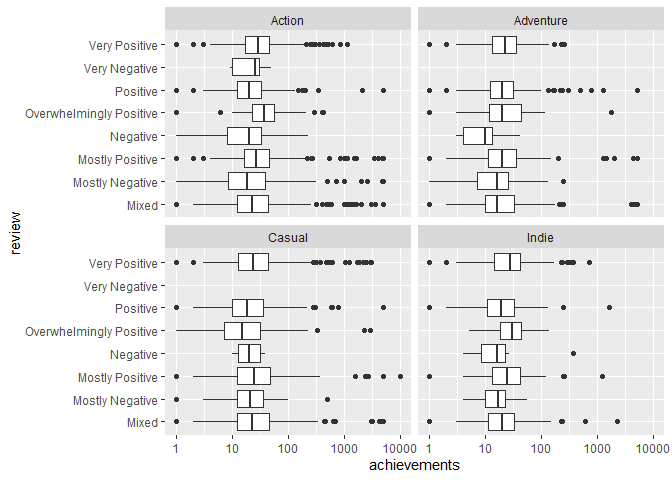 Action
Adventure
Very Positive
Very Negative
Positive
Overwhelmingly Positive
Negative
Mostly Positive
Mostly Negative
Mixed
review
Casual
Indie
Very Positive
Very Negative
Positive
Overwhelmingly Positive
Negative
Mostly Positive
Mostly Negative
Mixed
1 10 100 1000 10000 1 10 100 1000 10000
achievements